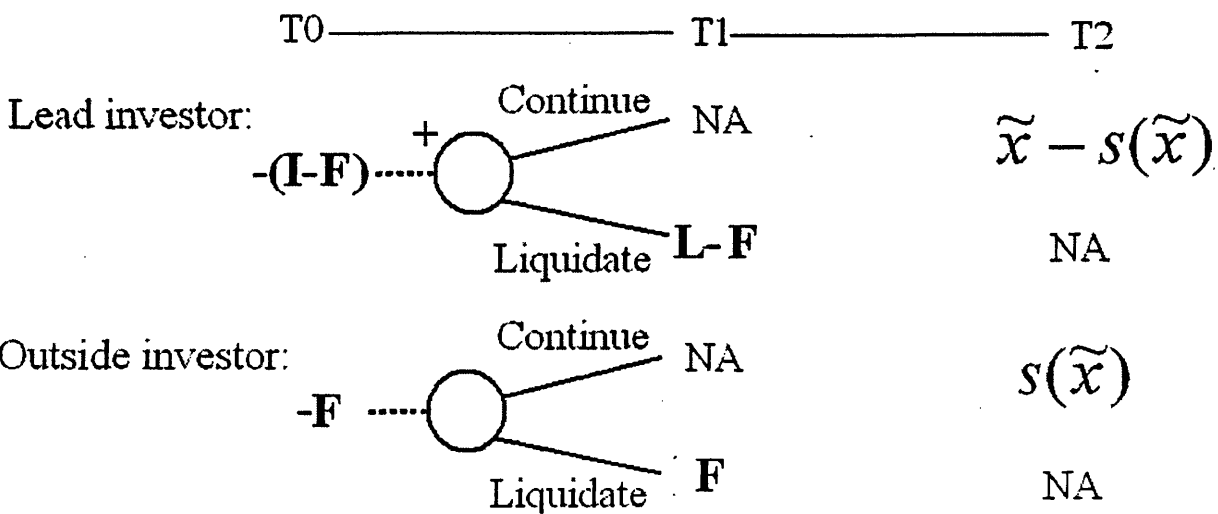 T0 T1 T2
Continue
Lead investor: NA x̃ − s(x̃)
+
-(I-F)
Liquidate L-F NA
Continue
Outside investor: NA s(x̃)
-F
Liquidate F NA